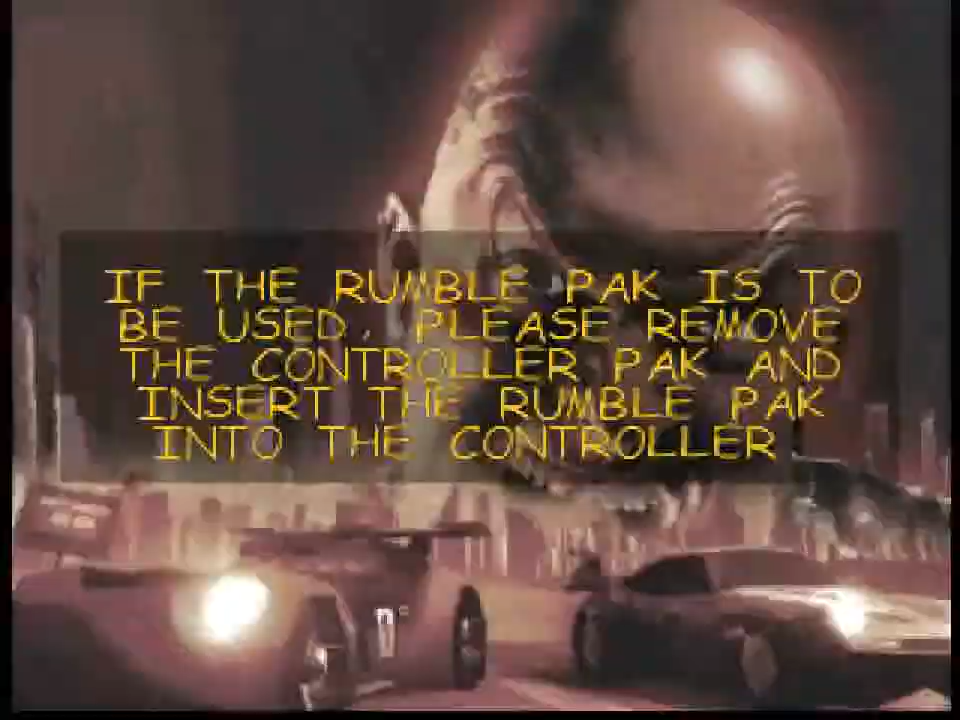 IF THE RUMBLE PAK IS TO
BE USED, PLEASE REMOVE
THE CONTROLLER PAK AND
INSERT THE RUMBLE PAK
INTO THE CONTROLLER